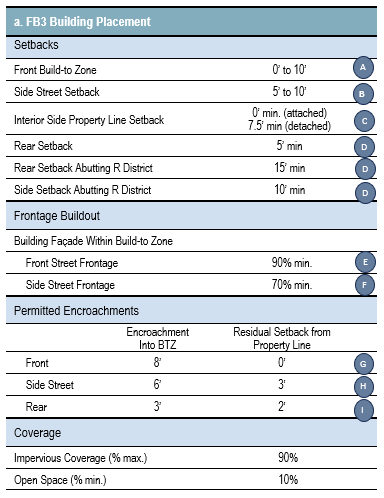 a. FB3 Building Placement
Setbacks
Front Build-to Zone 0' to 10' A
Side Street Setback 5' to 10' B
Interior Side Property Line Setback 0' min. (attached) C
7.5' min (detached)
Rear Setback 5' min D
Rear Setback Abutting R District 15' min D
Side Setback Abutting R District 10' min D
Frontage Buildout
Building Façade Within Build-to Zone
Front Street Frontage 90% min. E
Side Street Frontage 70% min. F
Permitted Encroachments
Encroachment Residual Setback from
Into BTZ Property Line
Front 8' 0' G
Side Street 6' 3' H
Rear 3' 2' I
Coverage
Impervious Coverage (% max.) 90%
Open Space (% min.) 10%